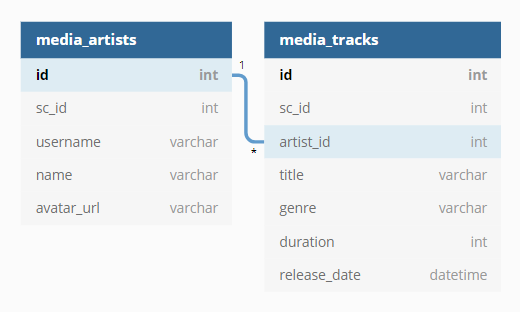 media_artists
id int
sc_id int
username varchar
name varchar
avatar_url varchar
1
*
media_tracks
id int
sc_id int
artist_id int
title varchar
genre varchar
duration int
release_date datetime